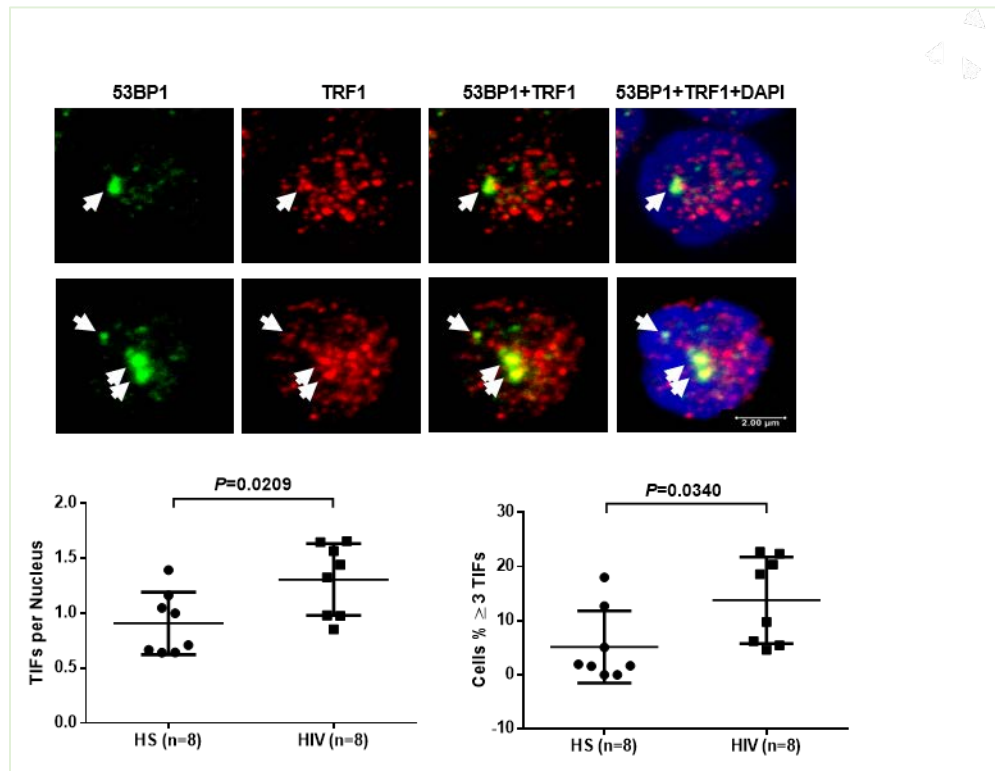 53BP1 TRF1 53BP1+TRF1 53BP1+TRF1+DAPI
2.00 µm
P=0.0209
TIFs per Nucleus
2.0
1.5
1.0
0.5
0.0
HS (n=8) HIV (n=8)
P=0.0340
Cells % ≥ 3 TIFs
30
20
10
0
-10
HS (n=8) HIV (n=8)